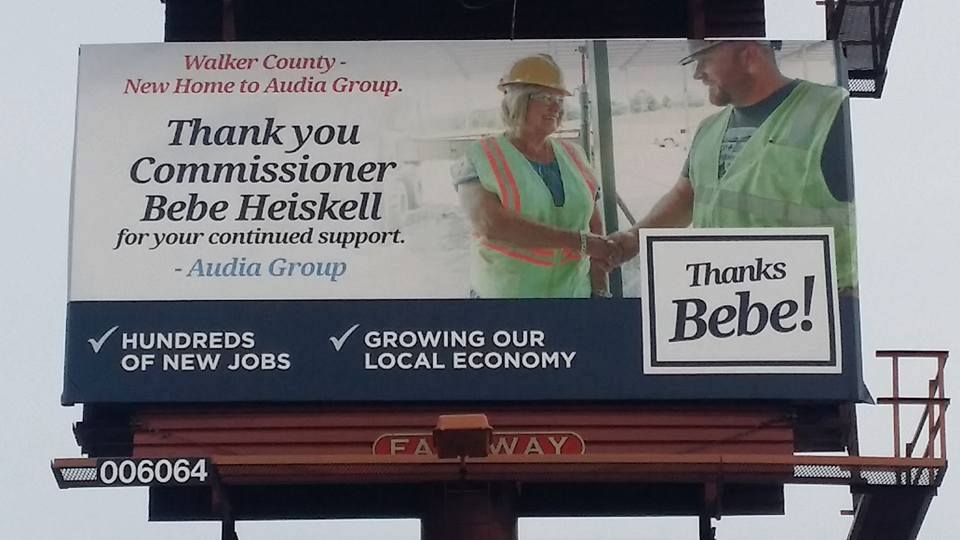 Walker County -
New Home to Audia Group.
Thank you
Commissioner
Bebe Heiskell
for your continued support.
- Audia Group
Thanks
Bebe!
✓ HUNDREDS
OF NEW JOBS
✓ GROWING OUR
LOCAL ECONOMY
006064